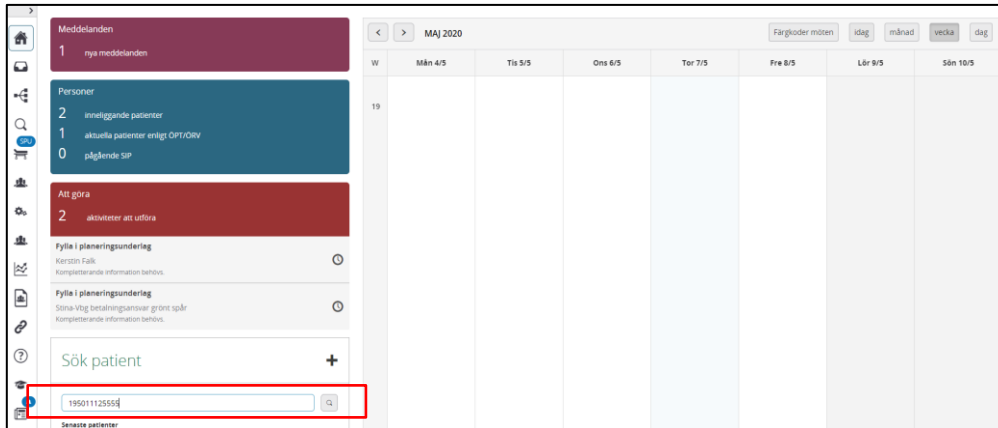 Meddelanden
1 nya meddelanden
Personer
2 inneliggande patienter
1 aktuella patienter enligt ÖPT/ÖRV
0 pågående SIP
Att göra
2 aktiviteter att utföra
Fylla i planeringsunderlag
Kerstin Falk
Kompletterande information behövs.
Fylla i planeringsunderlag
Stina-Vbg betalningsansvar grönt spår
Kompletterande information behövs.
Sök patient
195011125555
Senaste patienter
SPU
MAJ 2020
Färgkoder möten idag månad vecka dag
W Mån 4/5 Tis 5/5 Ons 6/5 Tor 7/5 Fre 8/5 Lör 9/5 Sön 10/5
19